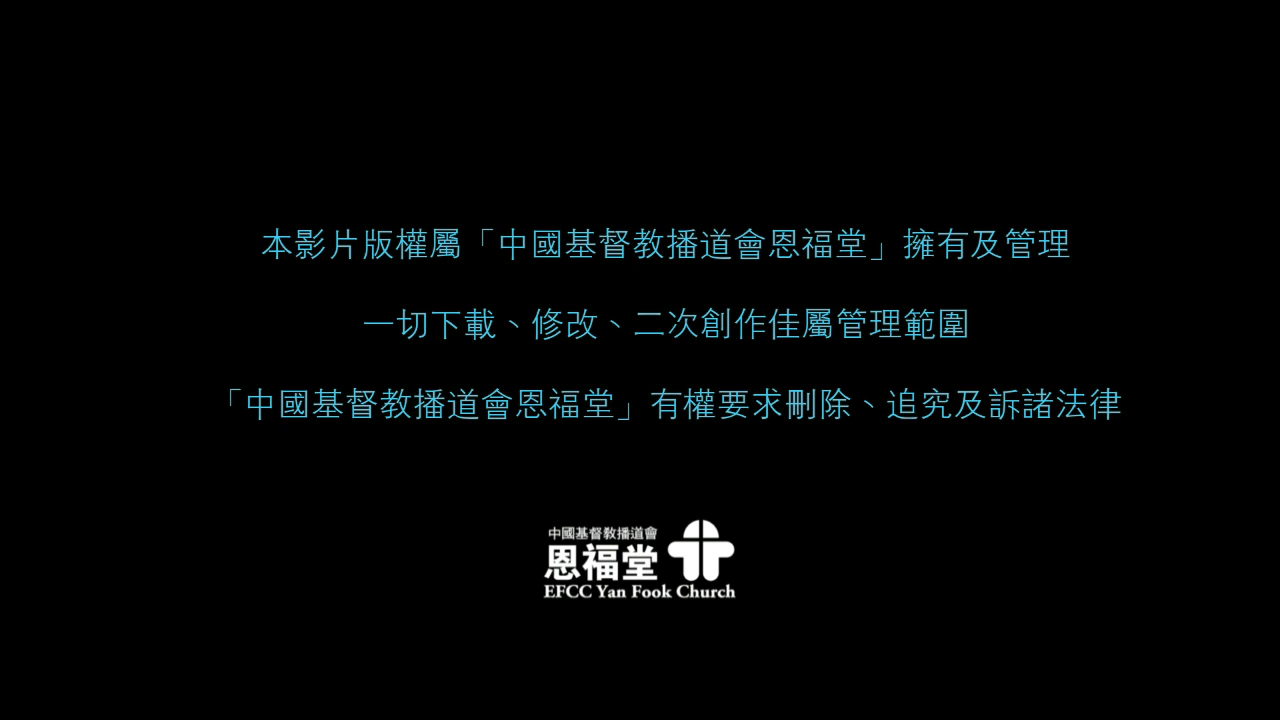 本影片版權屬「中國基督教播道會恩福堂」擁有及管理
一切下載、修改、二次創作佳屬管理範圍
「中國基督教播道會恩福堂」有權要求刪除、追究及訴諸法律
中國基督教播道會
恩福堂
EFCC Yan Fook Church